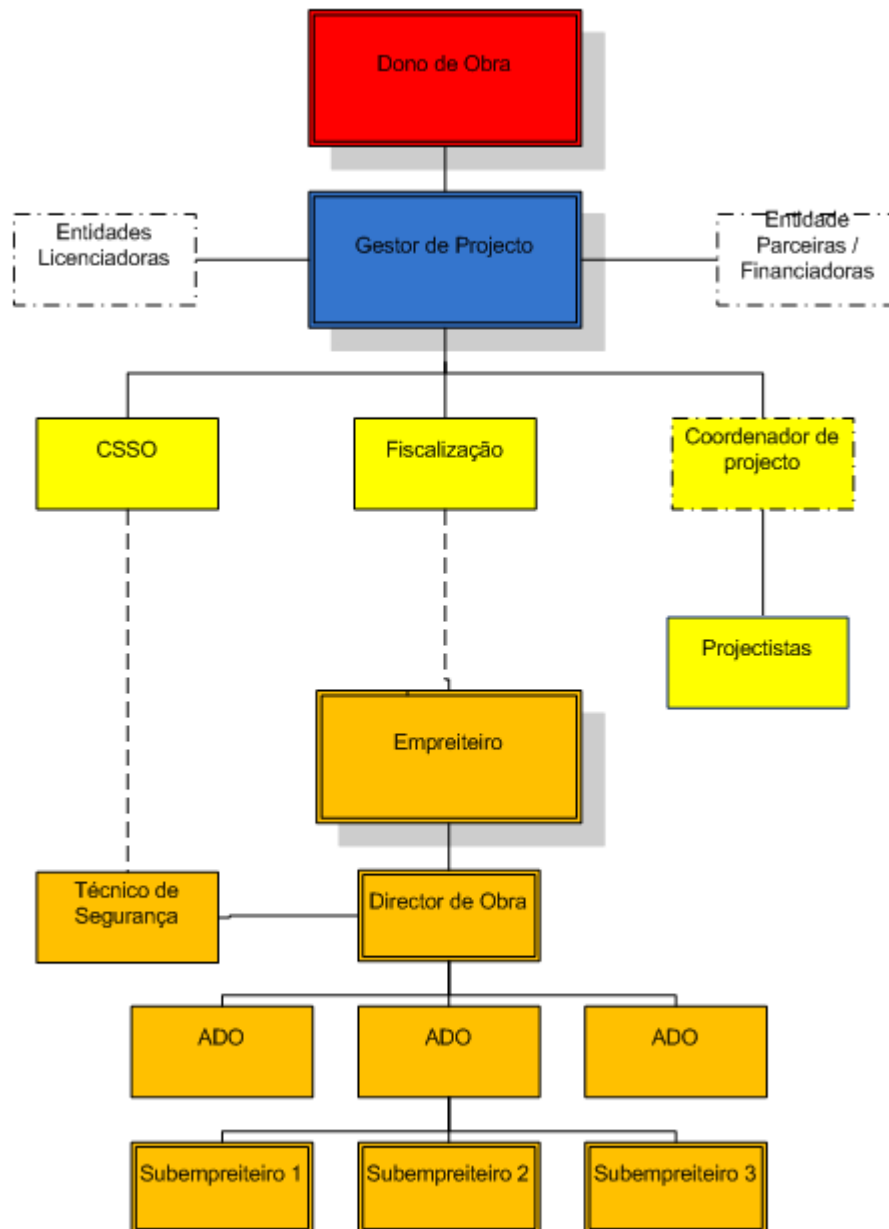 Dono de Obra
Entidades
Licenciadoras
Gestor de Projecto
Entidade
Parceiras /
Financiadoras
CSSO
Fiscalização
Coordenador de
projecto
Projectistas
Empreiteiro
Técnico de
Segurança
Director de Obra
ADO
ADO
ADO
Subempreiteiro 1
Subempreiteiro 2
Subempreiteiro 3